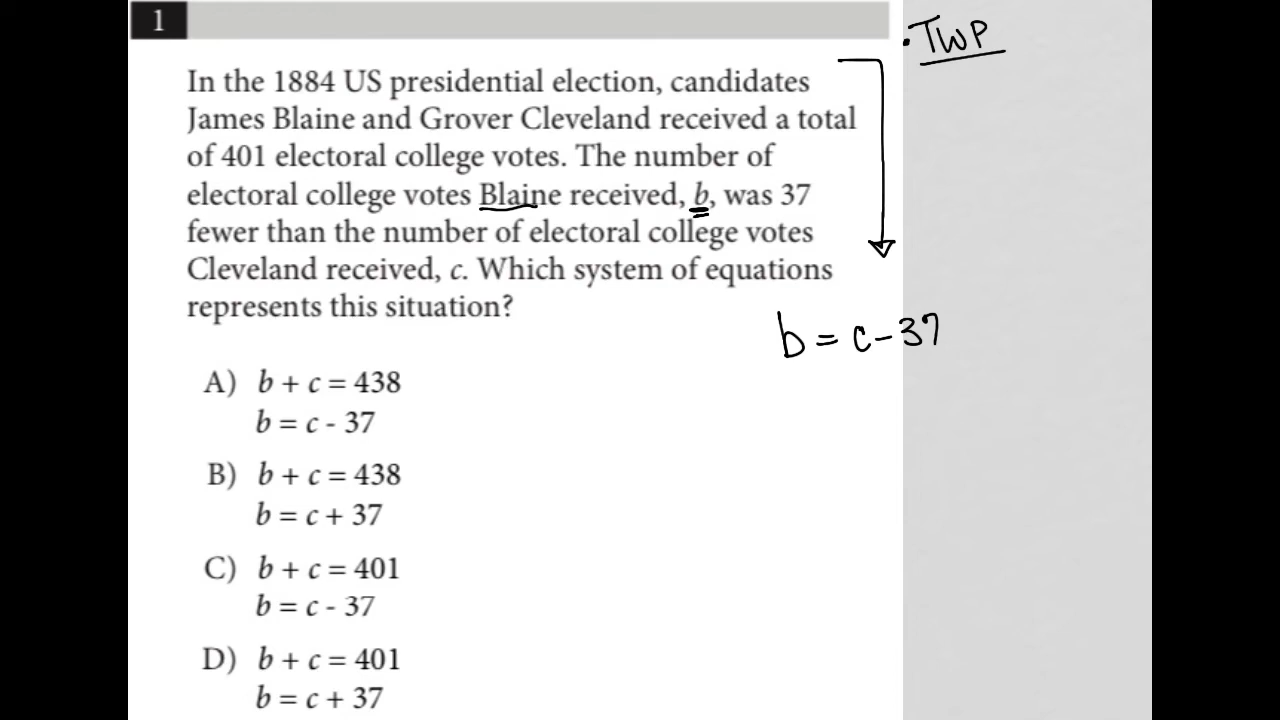 1
· TWP
In the 1884 US presidential election, candidates
James Blaine and Grover Cleveland received a total
of 401 electoral college votes. The number of
electoral college votes Blaine received, b, was 37
fewer than the number of electoral college votes
Cleveland received, c. Which system of equations
represents this situation?
b = c - 37
A) b + c = 438
b = c - 37
B) b + c = 438
b = c + 37
C) b + c = 401
b = c - 37
D) b + c = 401
b = c + 37